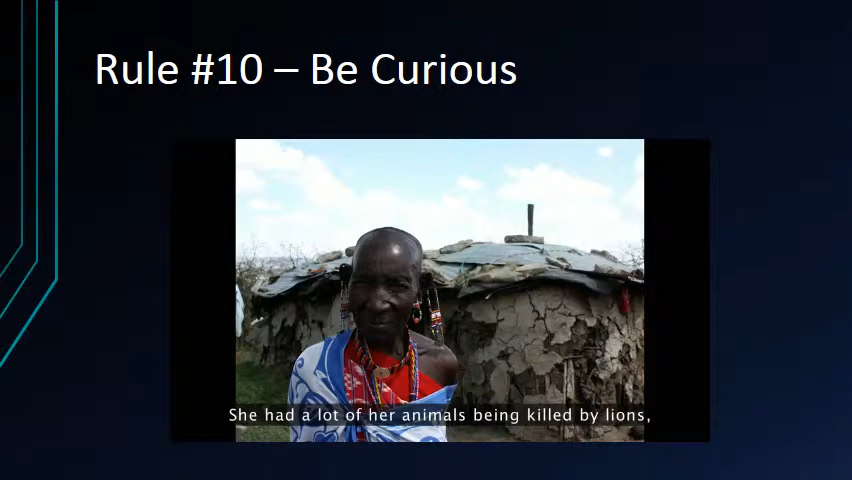 Rule #10 – Be Curious
She had a lot of her animals being killed by lions,